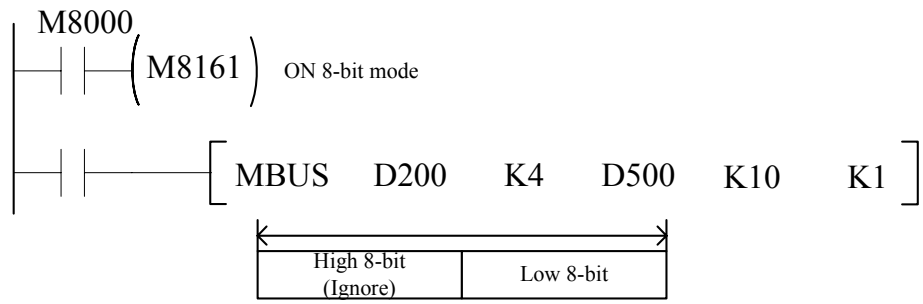 M8000
M8161 ON 8-bit mode
MBUS D200 K4 D500 K10 K1
High 8-bit
(Ignore)
Low 8-bit